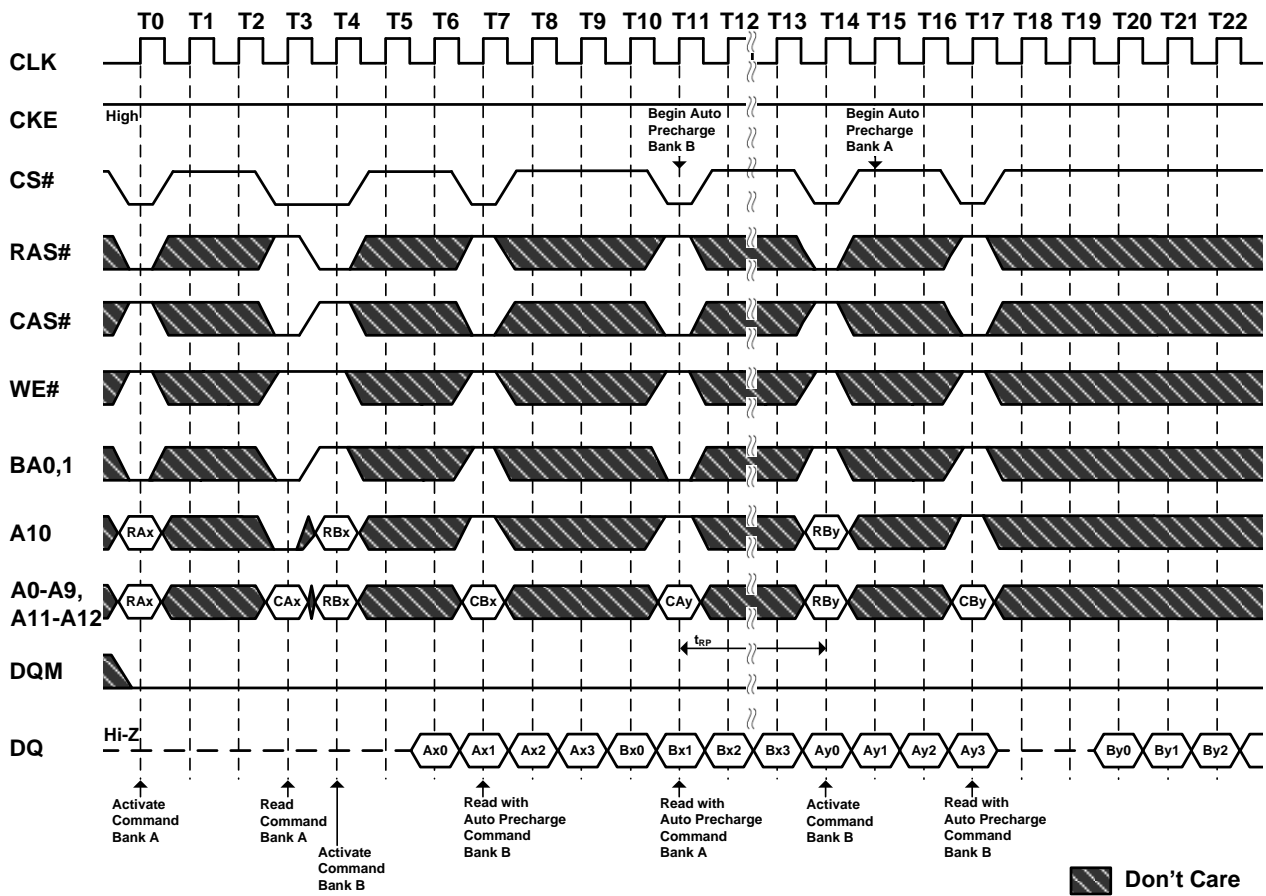 T0 T1 T2 T3 T4 T5 T6 T7 T8 T9 T10 T11 T12 T13 T14 T15 T16 T17 T18 T19 T20 T21 T22
CLK
CKE
High
Begin Auto
Precharge
Bank B
Begin Auto
Precharge
Bank A
CS#
RAS#
CAS#
WE#
BA0,1
A10
RAx RBx RBy
A0-A9,
A11-A12
RAx CAx RBx CBx CAy RBy CBy
tRP
DQM
DQ
Hi-Z
Ax0 Ax1 Ax2 Ax3 Bx0 Bx1 Bx2 Bx3 Ay0 Ay1 Ay2 Ay3 By0 By1 By2
Activate
Command
Bank A
Read
Command
Bank A
Activate
Command
Bank B
Read with
Auto Precharge
Command
Bank B
Read with
Auto Precharge
Command
Bank A
Activate
Command
Bank B
Read with
Auto Precharge
Command
Bank B
Don't Care